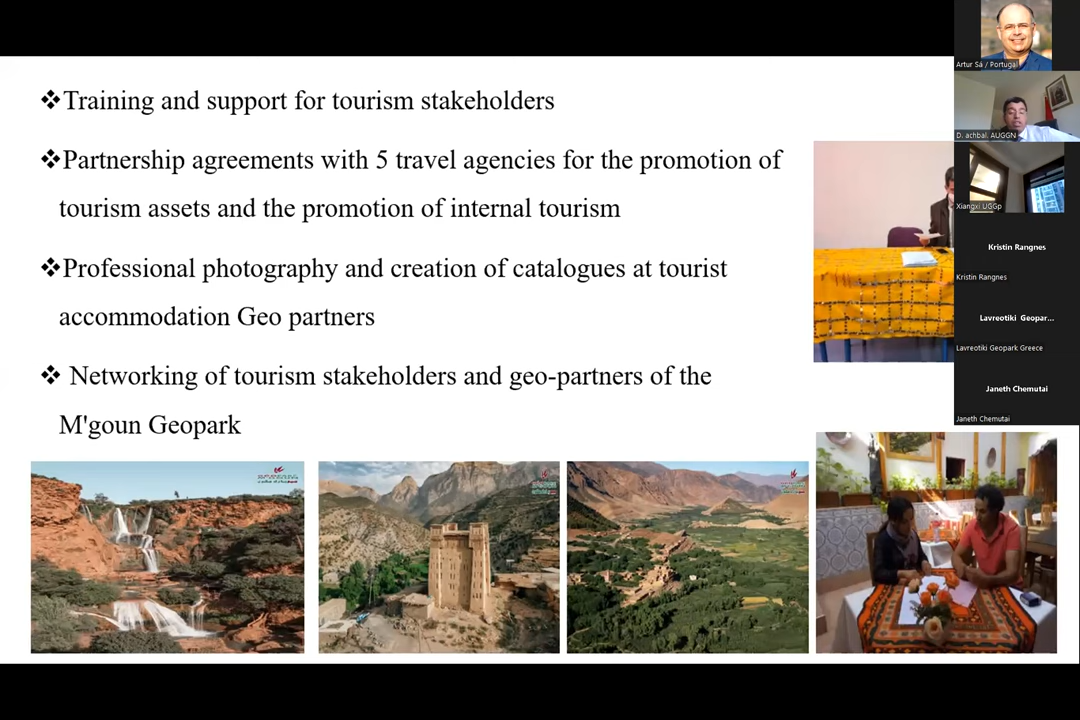 ❖Training and support for tourism stakeholders
❖Partnership agreements with 5 travel agencies for the promotion of
tourism assets and the promotion of internal tourism
❖Professional photography and creation of catalogues at tourist
accommodation Geo partners
❖ Networking of tourism stakeholders and geo-partners of the
M'goun Geopark
Artur Sá / Portugal
D. achbal. AUGGN
Xiangxi UGGp
Kristin Rangnes
Kristin Rangnes
Lavreotiki Geopar...
Lavreotiki Geopark Greece
Janeth Chemutai
Janeth Chemutai